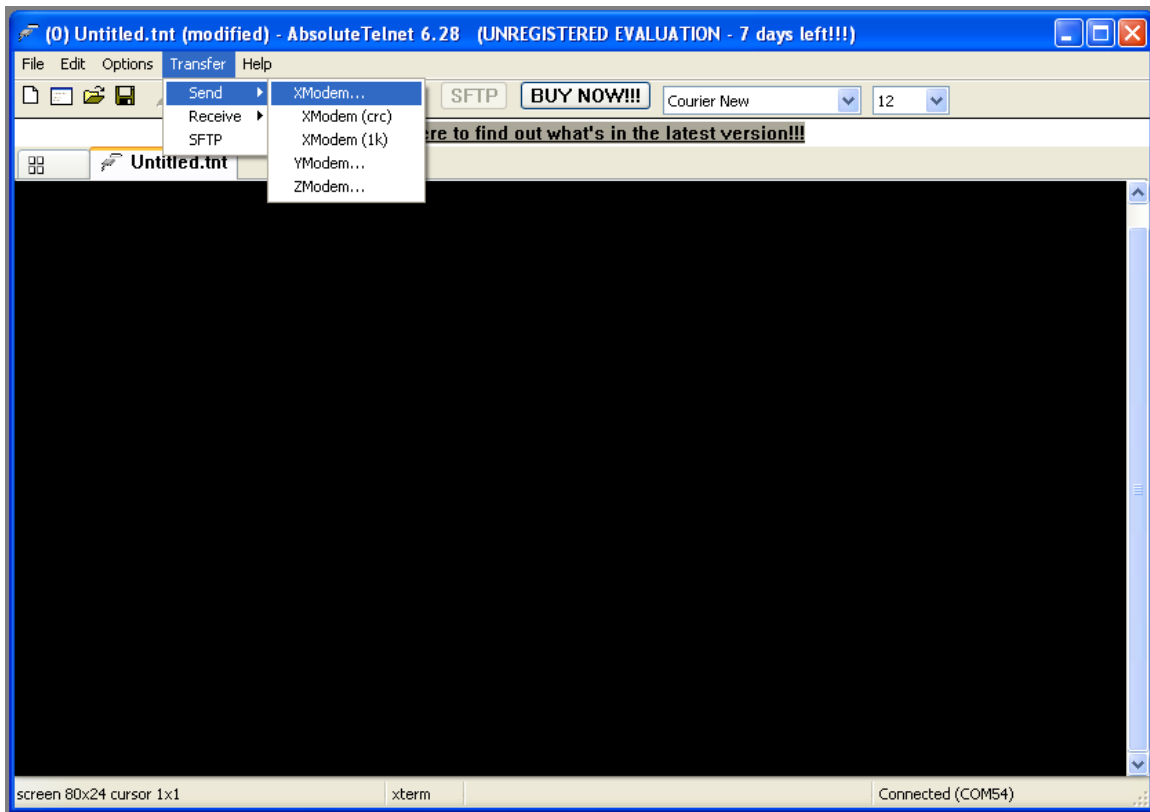 (0) Untitled.tnt (modified) - AbsoluteTelnet 6.28 (UNREGISTERED EVALUATION - 7 days left!!!)
File Edit Options Transfer Help
SFTP BUY NOW!!! Courier New 12
to find out what's in the latest version!!!
Untitled.tnt
Send
Receive
SFTP
XModem...
XModem (crc)
XModem (1k)
YModem...
ZModem...
screen 80x24 cursor 1x1 xterm Connected (COM54)